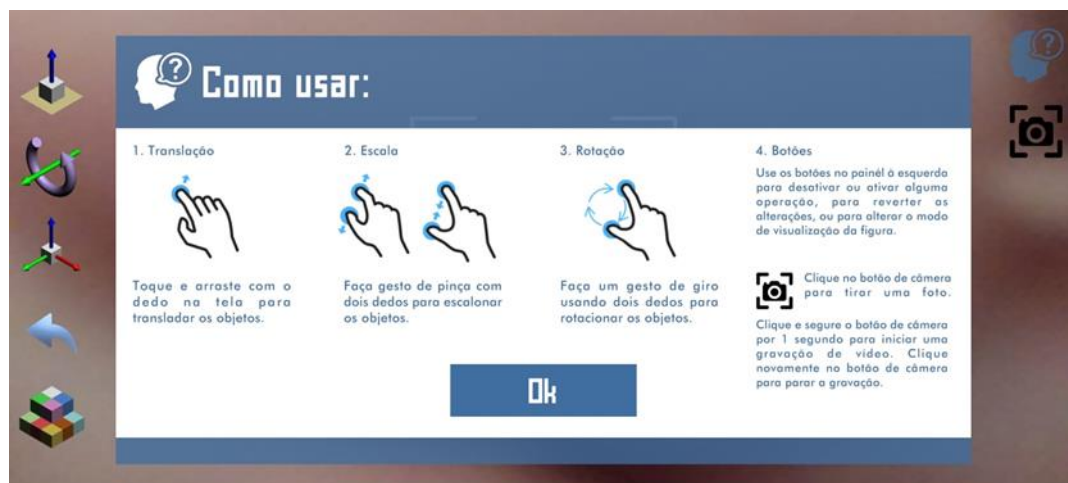 Como usar:
1. Translação
Toque e arraste com o
dedo na tela para
transladar os objetos.
2. Escala
Faça gesto de pinça com
dois dedos para escalonar
os objetos.
3. Rotação
Faça um gesto de giro
usando dois dedos para
rotacionar os objetos.
4. Botões
Use os botões no painél à esquerda
para desativar ou ativar alguma
operação, para reverter as
alterações, ou para alterar o modo
de visualização da figura.
Clique no botão de câmera
para tirar uma foto.
Clique e segure o botão de câmera
por 1 segundo para iniciar uma
gravação de vídeo. Clique
novamente no botão de câmera
para parar a gravação.
Ok